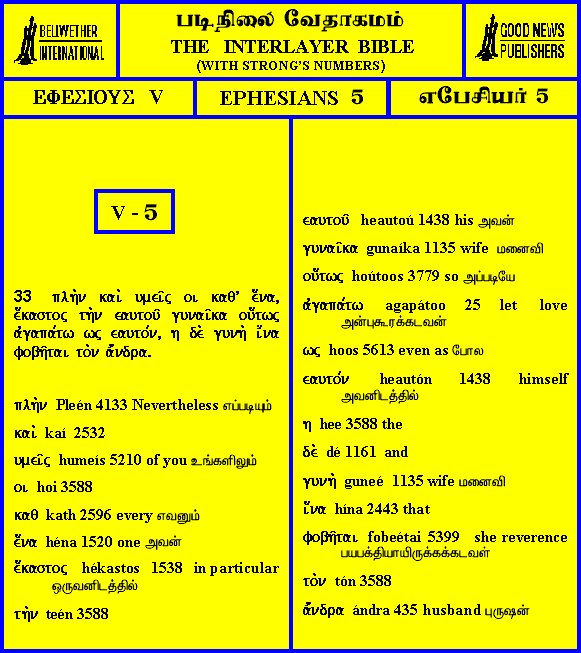 BELLWETHER
INTERNATIONAL
படிநிலை வேதாகமம்
THE INTERLAYER BIBLE
(WITH STRONG'S NUMBERS)
GOOD NEWS
PUBLISHERS
ΕΦΕΣΙΟΥΣ V
EPHESIANS 5
எபேசியர் 5
V - 5
33 πλὴν καὶ υμεῖς οι καθ' ἕνα,
ἕκαστος τὴν εαυτοῦ γυναῖκα οὕτως
ἀγαπάτω ως εαυτόν, η δὲ γυνὴ ἵνα
φοβῆται τὸν ἄνδρα.
πλὴν Pleén 4133 Nevertheless எப்படியும்
καὶ kaí 2532
υμεῖς humeís 5210 of you உங்களிலும்
οι hoi 3588
καθ kath 2596 every எவனும்
ἕνα héna 1520 one அவன்
ἕκαστος hékastos 1538 in particular
ஒருவனிடத்தில்
τὴν teén 3588
εαυτοῦ heautoú 1438 his அவன்
γυναῖκα gunaíka 1135 wife மனைவி
οὕτως hoútoos 3779 so அப்படியே
ἀγαπάτω agapátoo 25 let love
அன்புகூரக்கடவன்
ως hoos 5613 even as போல
εαυτόν heautón 1438 himself
அவனிடத்தில்
η hee 3588 the
δὲ dé 1161 and
γυνὴ guneé 1135 wife மனைவி
ἵνα hína 2443 that
φοβῆται fobeétai 5399 she reverence
பயபக்தியாயிருக்கக்கடவள்
τὸν tón 3588
ἄνδρα ándra 435 husband புருஷன்